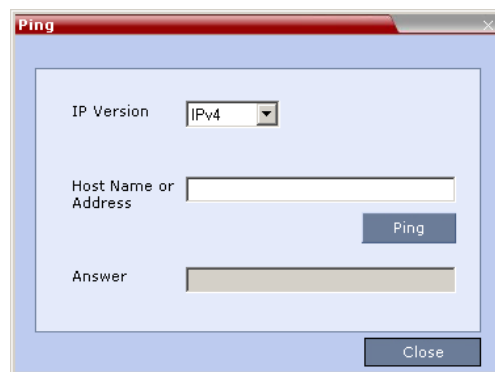 Ping
IP Version
IPv4
Host Name or
Address
Ping
Answer
Close